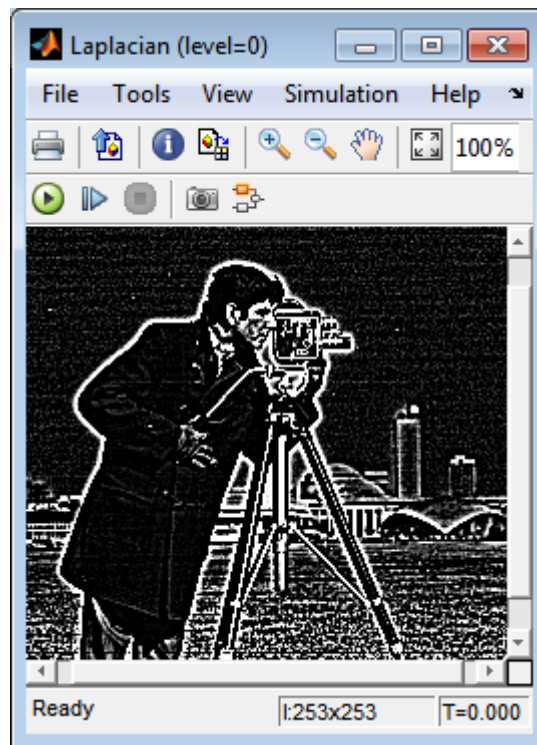 Laplacian (level=0)
File Tools View Simulation Help
100%
Ready I:253x253 T=0.000